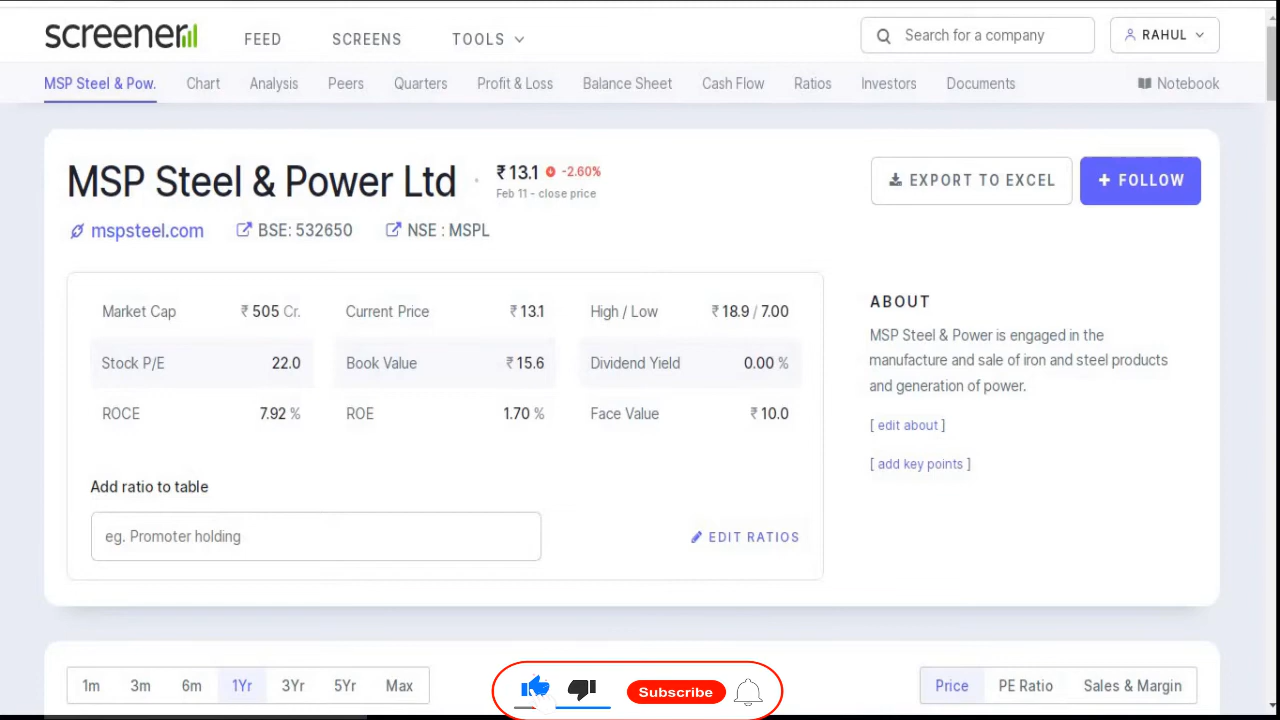 screener FEED SCREENS TOOLS Search for a company RAHUL
MSP Steel & Pow. Chart Analysis Peers Quarters Profit & Loss Balance Sheet Cash Flow Ratios Investors Documents Notebook
MSP Steel & Power Ltd ₹ 13.1 -2.60%
Feb 11 - close price
EXPORT TO EXCEL + FOLLOW
mspsteel.com BSE: 532650 NSE : MSPL
Market Cap ₹ 505 Cr. Current Price ₹ 13.1 High / Low ₹ 18.9 / 7.00
Stock P/E 22.0 Book Value ₹ 15.6 Dividend Yield 0.00 %
ROCE 7.92 % ROE 1.70 % Face Value ₹ 10.0
Add ratio to table
eg. Promoter holding EDIT RATIOS
ABOUT
MSP Steel & Power is engaged in the
manufacture and sale of iron and steel products
and generation of power.
[ edit about ]
[ add key points ]
1m 3m 6m 1Yr 3Yr 5Yr Max Subscribe Price PE Ratio Sales & Margin